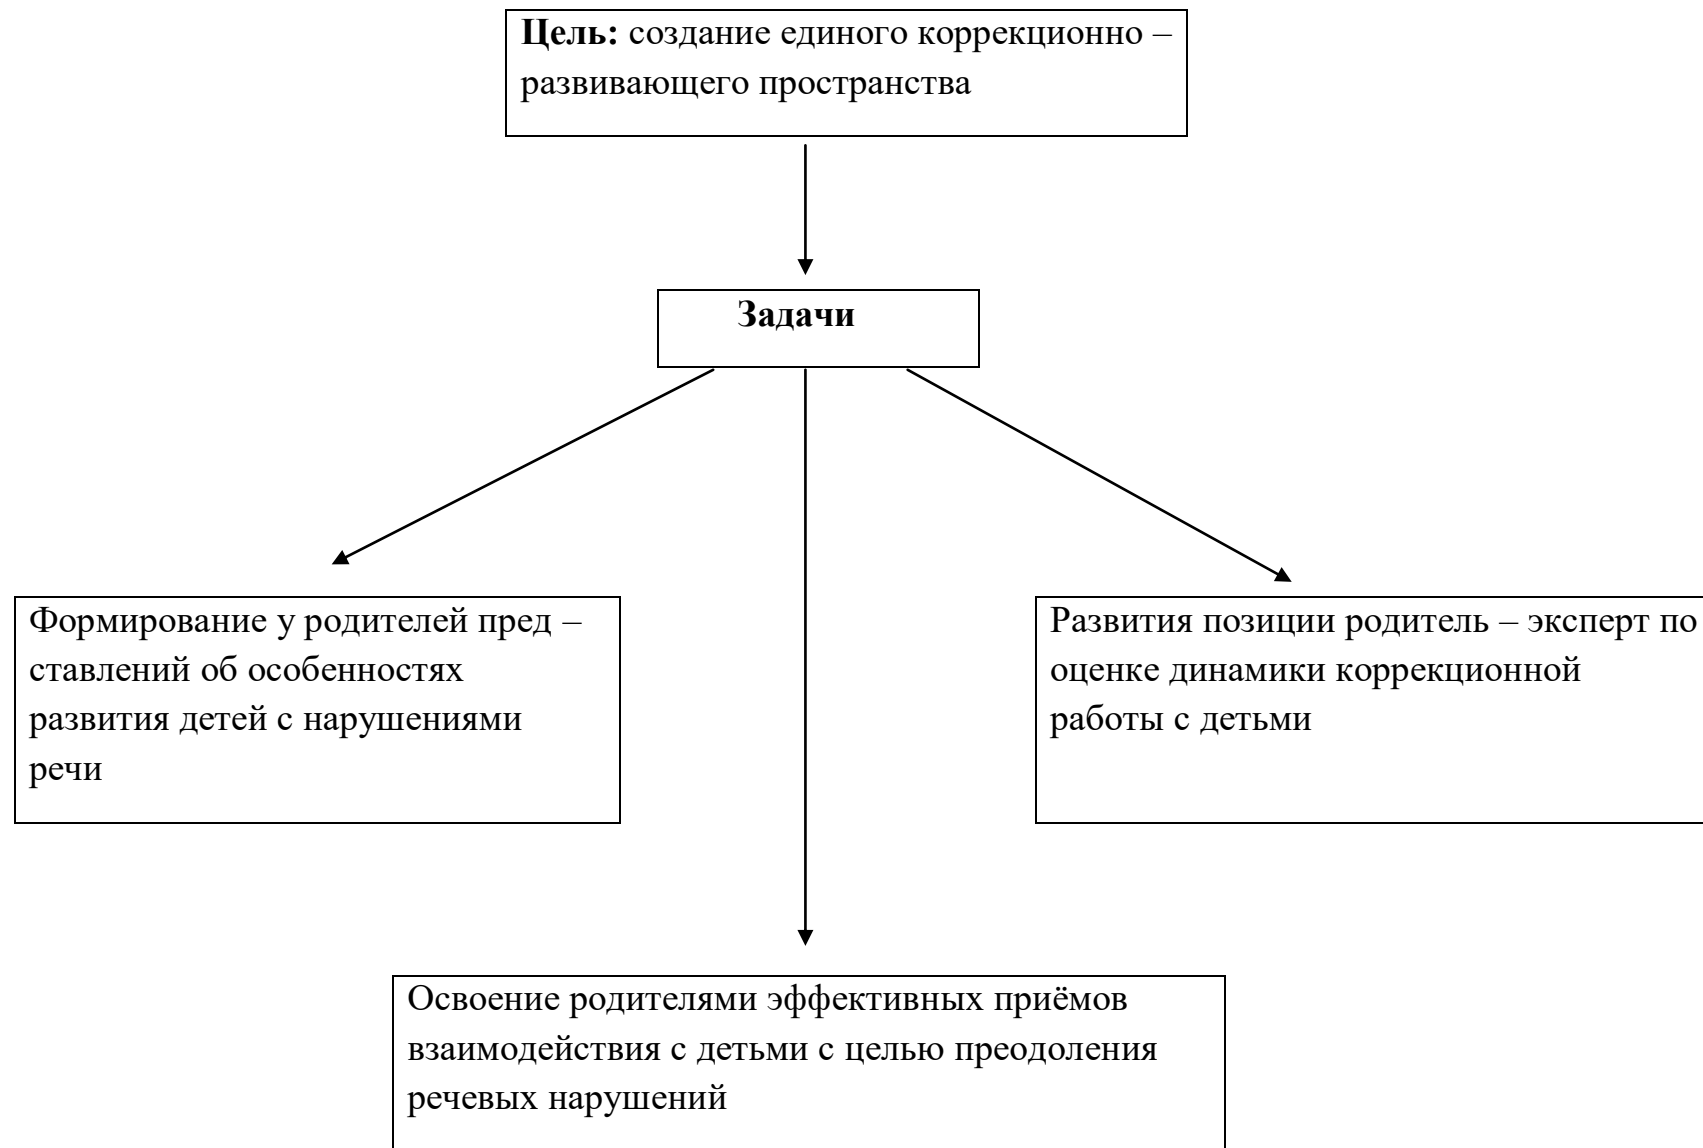 Цель: создание единого коррекционно –
развивающего пространства
Задачи
Формирование у родителей пред –
ставлений об особенностях
развития детей с нарушениями
речи
Развития позиции родитель – эксперт по
оценке динамики коррекционной
работы с детьми
Освоение родителями эффективных приёмов
взаимодействия с детьми с целью преодоления
речевых нарушений